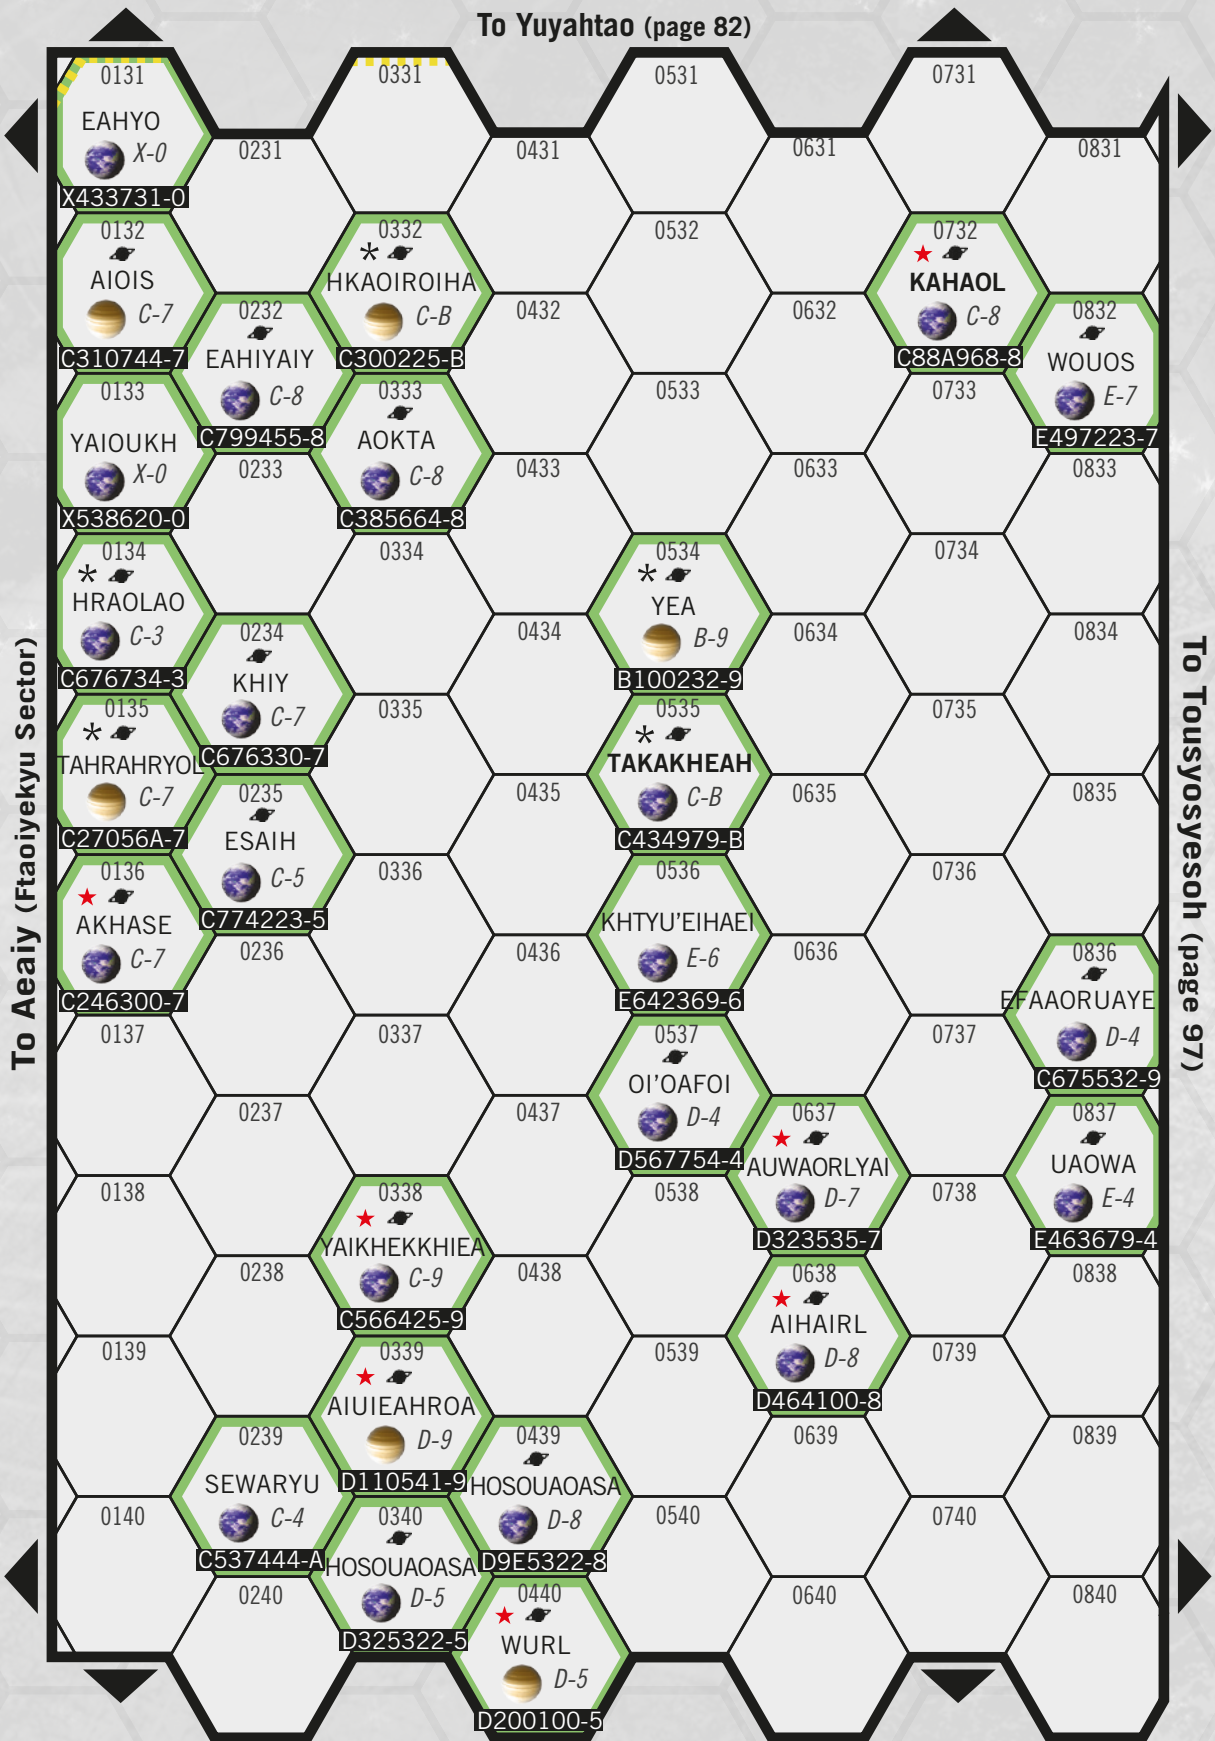 To Yuyahtao (page 82)
To Aeaiy (Ftaoiyekyu Sector)
To Tousyosyesoh (page 97)
0131
EAHYO
X-0
X433731-0
0132
AIOIS
C-7
C310744-7
0133
YAIOUKH
X-0
X538620-0
0134
*
HRAOLAO
C-3
C676734-3
0135
*
TAHRAHRYOL
C-7
C27056A-7
0136
AKHASE
C-7
C246300-7
0137
0138
0139
0140
0231
0232
EAHIYAIY
C-8
C799455-8
0233
0234
KHIY
C-7
C676330-7
0235
ESAIH
C-5
C774223-5
0236
0237
0238
0239
SEWARYU
C-4
C537444-A
0240
0331
0332
*
HKAOIROIHA
C-B
C300225-B
0333
AOKTA
C-8
C385664-8
0334
0335
0336
0337
0338
YAIKHEKKHIEA
C-9
C566425-9
0339
AIUIEAHROA
D-9
D110541-9
0340
HOSOUAOASA
D-5
D325322-5
0431
0432
0433
0434
0435
0436
0437
0438
0439
HOSOUAOASA
D-8
D9E5322-8
0440
WURL
D-5
D200100-5
0531
0532
0533
0534
*
YEA
B-9
B100232-9
0535
*
TAKAKHEAH
C-B
C434979-B
0536
KHTYU'EIHAEI
E-6
E642369-6
0537
OI'OAFOI
D-4
D567754-4
0538
0539
0540
0631
0632
0633
0634
0635
0636
0637
AUWAORLYAI
D-7
D323535-7
0638
AIHAIRL
D-8
D464100-8
0639
0640
0731
0732
KAHAOL
C-8
C88A968-8
0733
0734
0735
0736
0737
0738
0739
0740
0831
0832
WOUOS
E-7
E497223-7
0833
0834
0835
0836
EFAAORUAYE
D-4
C675532-9
0837
UAOWA
E-4
E463679-4
0838
0839
0840